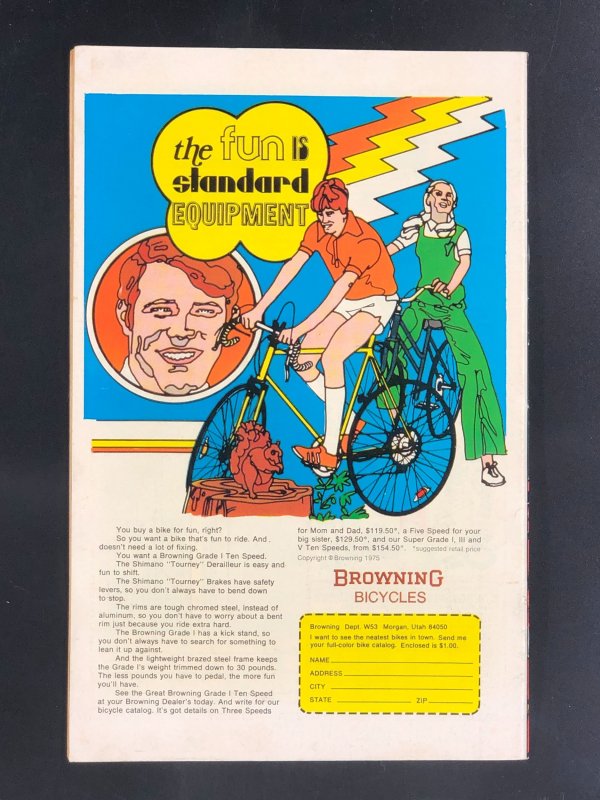 the fun IS
standard
EQUIPMENT
You buy a bike for fun, right?
So you want a bike that's fun to ride. And
doesn't need a lot of fixing.
You want a Browning Grade I Ten Speed.
The Shimano "Tourney" Derailleur is easy and
fun to shift.
The Shimano "Tourney" Brakes have safety
levers, so you don't always have to bend down
to stop.
The rims are tough chromed steel, instead of
aluminum, so you don't have to worry about a bent
rim just because you ride extra hard.
The Browning Grade I has a kick stand, so
you don't always have to search for something to
lean it up against.
And the lightweight brazed steel frame keeps
the Grade I's weight trimmed down to 30 pounds.
The less pounds you have to pedal, the more fun
you'll have.
See the Great Browning Grade I Ten Speed
at your Browning Dealer's today. And write for our
bicycle catalog. It's got details on Three Speeds
for Mom and Dad, $119.50*, a Five Speed for your
big sister, $129.50*, and our Super Grade I, III and
V Ten Speeds, from $154.50*. *suggested retail price
Copyright © Browning 1975
BROWNING
BICYCLES
Browning Dept. W53 Morgan, Utah 84050
I want to see the neatest bikes in town. Send me
your full-color bike catalog. Enclosed is $1.00.
NAME
ADDRESS
CITY
STATE ZIP